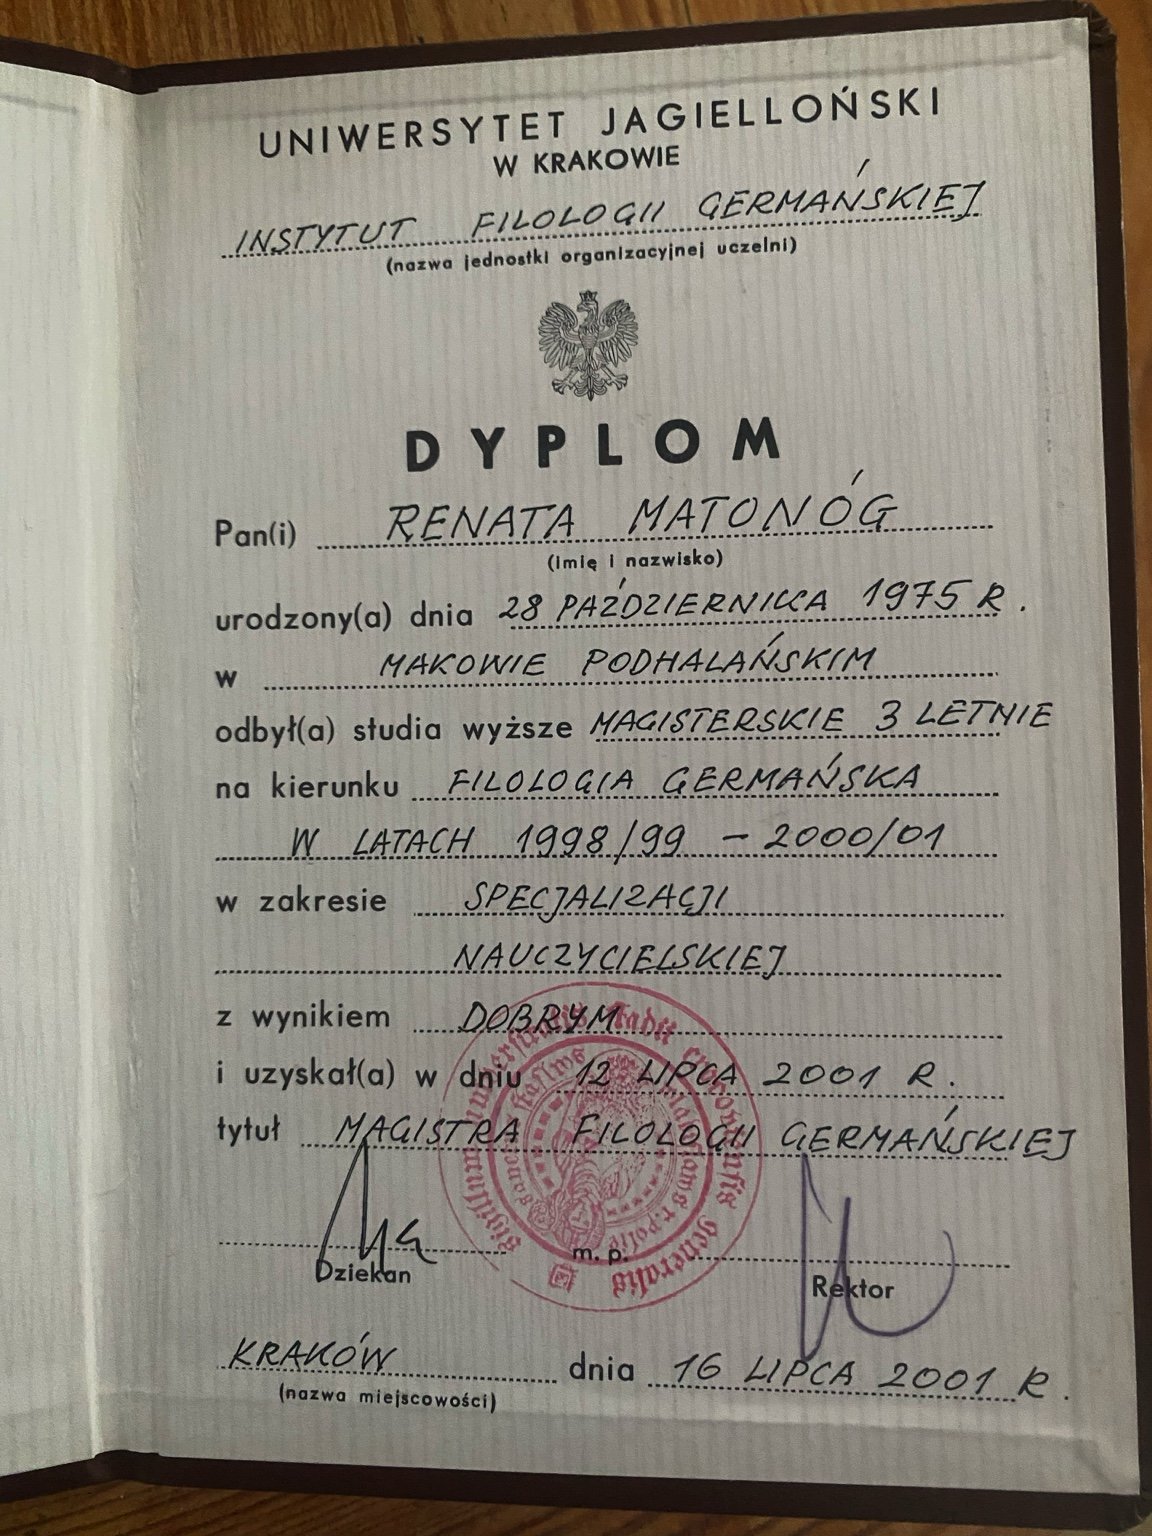 UNIWERSYTET JAGIELLOŃSKI
W KRAKOWIE
INSTYTUT FILOLOGII GERMAŃSKIEJ
(nazwa jednostki organizacyjnej uczelni)
DYPLOM
Pan(i) RENATA MATONÓG
(imię i nazwisko)
urodzony(a) dnia 28 PAŹDZIERNIKA 1975 R.
w MAKOWIE PODHALAŃSKIM
odbył(a) studia wyższe MAGISTERSKIE 3 LETNIE
na kierunku FILOLOGIA GERMAŃSKA
W LATACH 1998/99 – 2000/01
w zakresie SPECJALIZACJI
NAUCZYCIELSKIEJ
z wynikiem DOBRYM
i uzyskał(a) w dniu 12 LIPCA 2001 R.
tytuł MAGISTRA FILOLOGII GERMAŃSKIEJ
m. p.
Dziekan
Rektor
KRAKÓW dnia 16 LIPCA 2001 R.
(nazwa miejscowości)